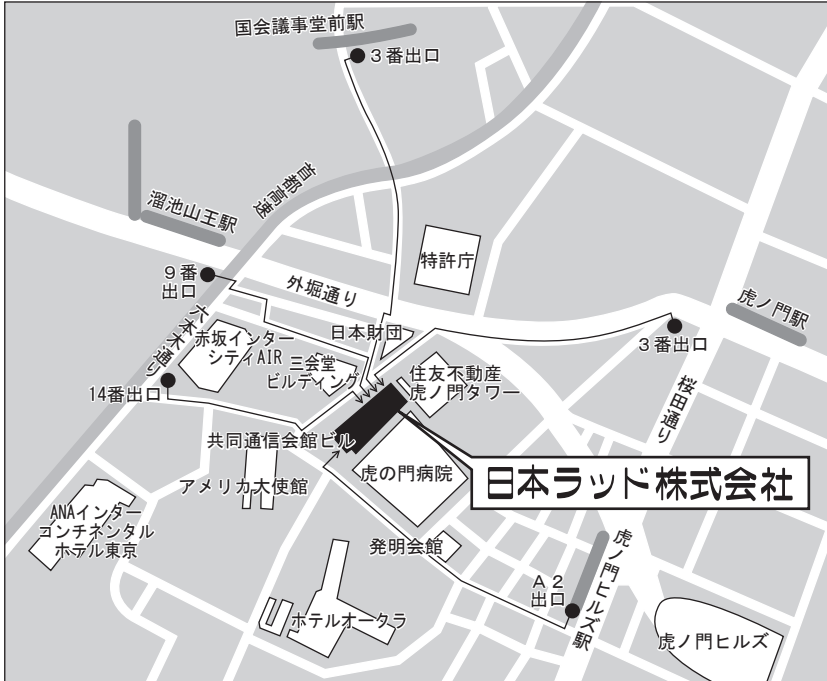 国会議事堂前駅
3番出口
首都高速
溜池山王駅
特許庁
9番
出口
外堀通り
虎ノ門駅
六本木通り
日本財団
赤坂インター
シティAIR
三会堂
ビルディング
3番出口
住友不動産
虎ノ門タワー
14番出口
桜田通り
共同通信会館ビル
虎の門病院
日本ラッド株式会社
アメリカ大使館
ANAインター
コンチネンタル
ホテル東京
発明会館
A2
出口
虎ノ門ヒルズ駅
ホテルオークラ
虎ノ門ヒルズ